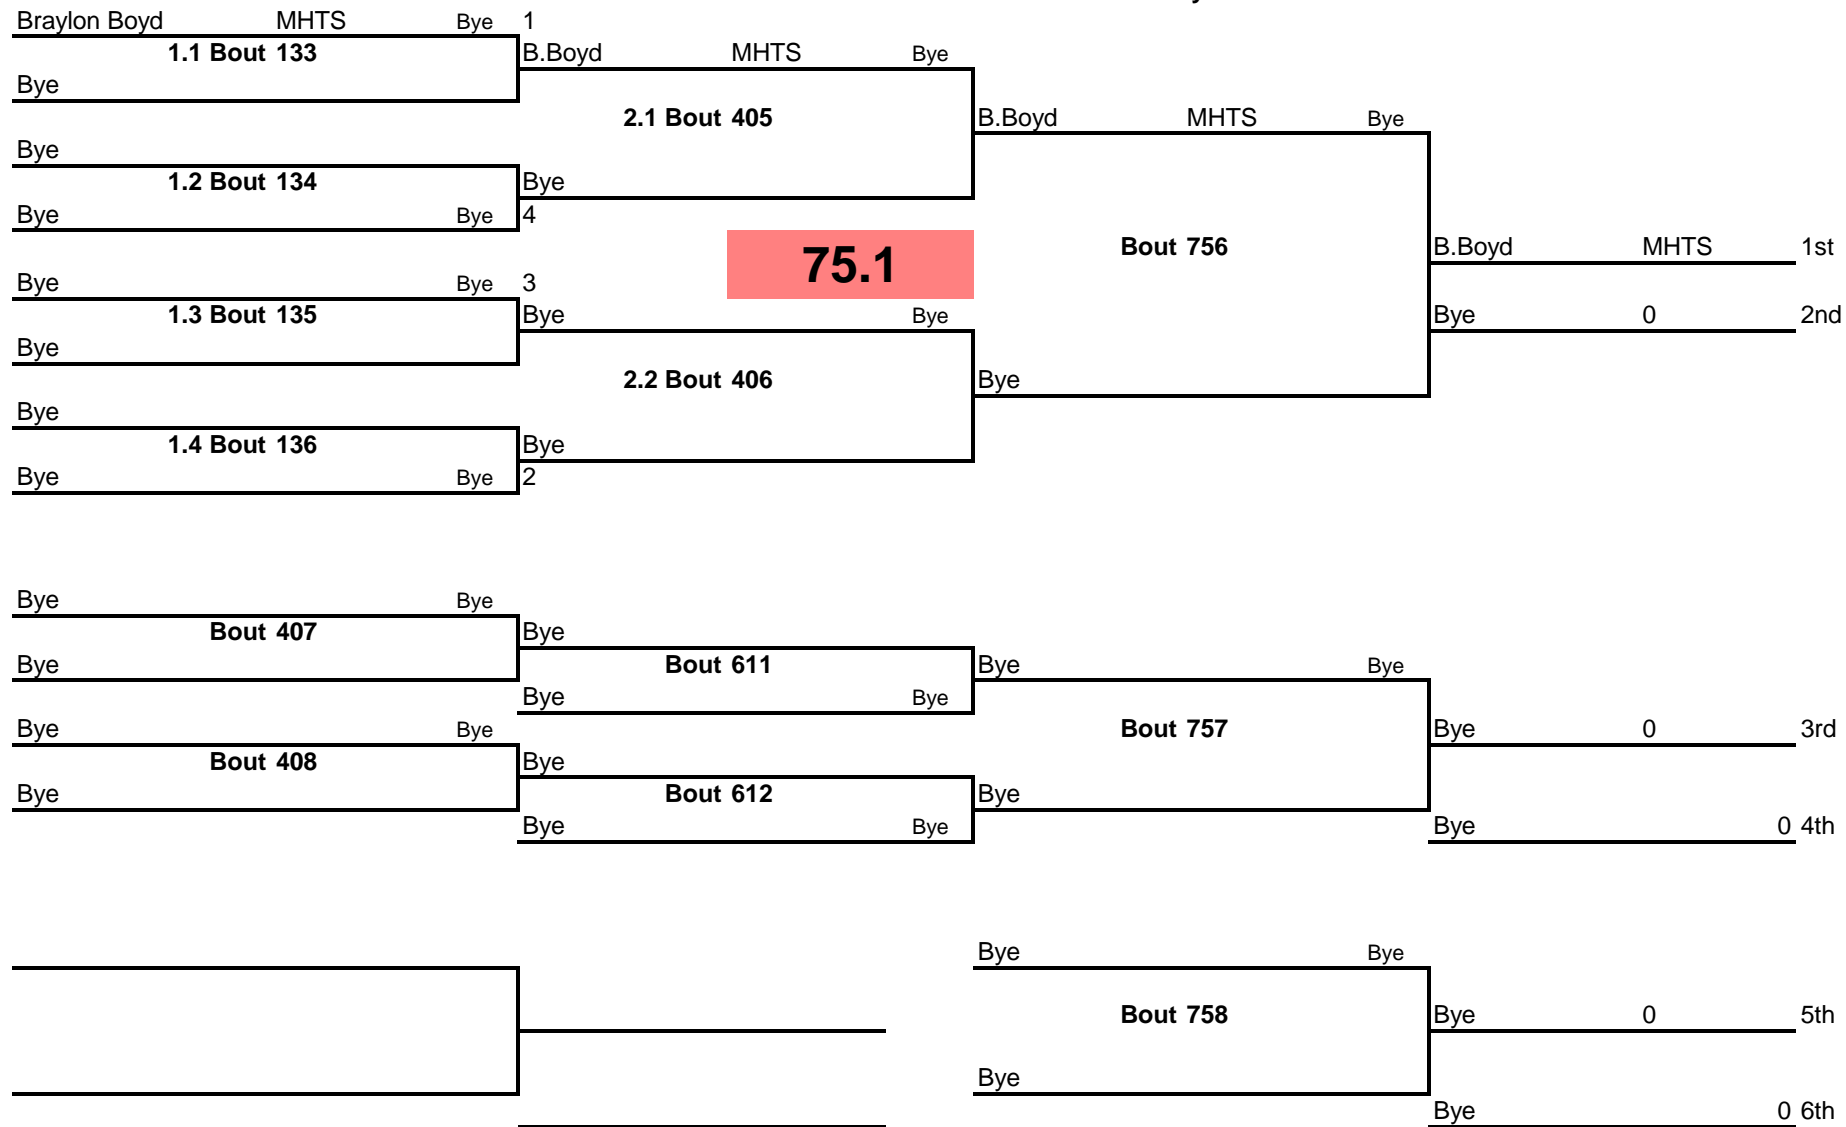 Braylon Boyd MHTS Bye 1
1.1 Bout 133 B.Boyd MHTS Bye
Bye
2.1 Bout 405 B.Boyd MHTS Bye
Bye
1.2 Bout 134 Bye
Bye Bye 4
75.1 Bout 756 B.Boyd MHTS 1st
Bye Bye 3
1.3 Bout 135 Bye Bye Bye 0 2nd
Bye
2.2 Bout 406 Bye
Bye
1.4 Bout 136 Bye
Bye Bye 2
Bye Bye
Bout 407 Bye
Bye Bout 611 Bye Bye
Bye Bye
Bye Bye Bout 757 Bye 0 3rd
Bout 408 Bye
Bye Bout 612 Bye
Bye Bye Bye 0 4th
Bye Bye
Bout 758 Bye 0 5th
Bye
Bye 0 6th